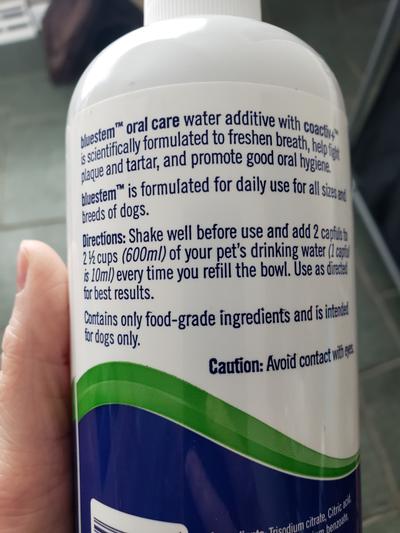 bluestem™ oral care water additive with coactiv+™
is scientifically formulated to freshen breath, help fight
plaque and tartar, and promote good oral hygiene.
bluestem™ is formulated for daily use for all sizes and
breeds of dogs.
Directions: Shake well before use and add 2 capfuls to
2 ½ cups (600ml) of your pet's drinking water (1 capful
is 10ml) every time you refill the bowl. Use as directed
for best results.
Contains only food-grade ingredients and is intended
for dogs only.
Caution: Avoid contact with eyes.
Trisodium citrate, Citric acid,
benzoate,